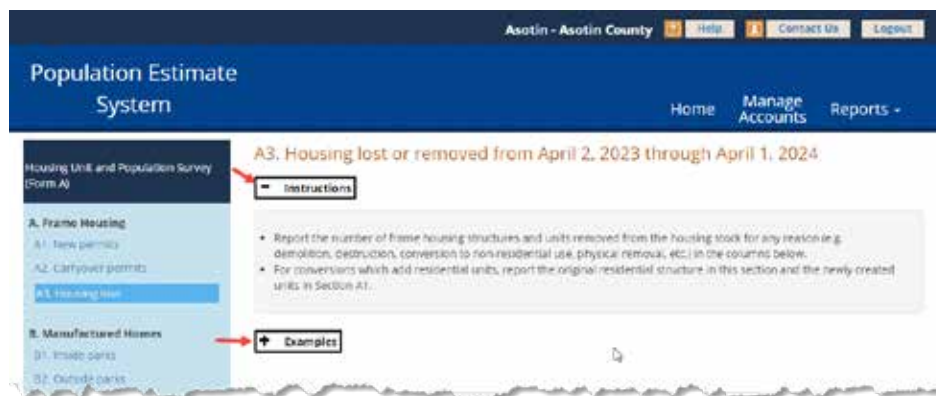 Asotin - Asotin County ? Help Contact Us Logout
Population Estimate
System
Home Manage Accounts Reports
Housing Unit and Population Survey
(Form A)
A. Frame Housing
A1. New permits
A2. Carryover permits
A3. Housing lost
B. Manufactured Homes
B1. Inside parks
B2. Outside parks
A3. Housing lost or removed from April 2, 2023 through April 1, 2024
- Instructions
• Report the number of frame housing structures and units removed from the housing stock for any reason (e.g.
demolition, destruction, conversion to non-residential use, physical removal, etc.) in the columns below.
• For conversions which add residential units, report the original residential structure in this section and the newly created
units in Section A1.
+ Examples